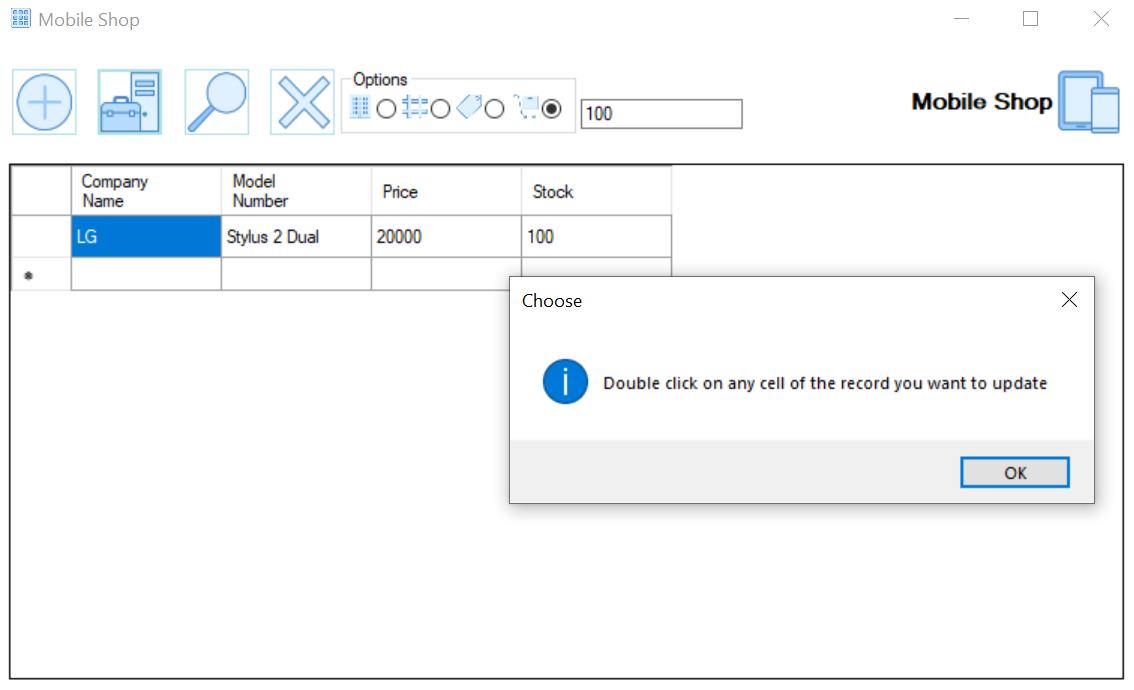 Mobile Shop
Options
100
Mobile Shop
Company
Name
Model
Number
Price
Stock
LG
Stylus 2 Dual
20000
100
*
Choose
Double click on any cell of the record you want to update
OK